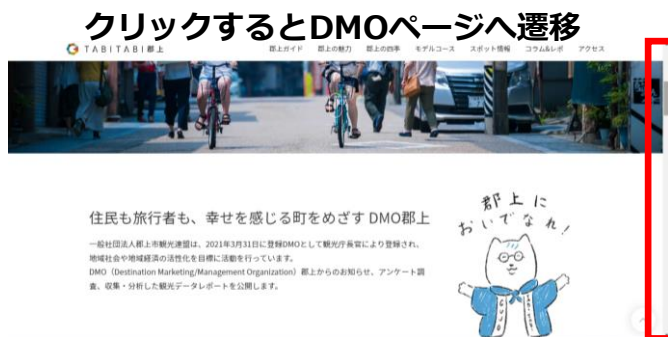 クリックするとDMOページへ遷移
TABITABI郡上
郡上ガイド 郡上の魅力 郡上の四季 モデルコース スポット情報 コラム&レポ アクセス
住民も旅行者も、幸せを感じる町をめざす DMO郡上
一般社団法人郡上市観光連盟は、2021年3月31日に登録DMOとして観光庁長官により登録され、
地域社会や地域経済の活性化を目標に活動を行っています。
DMO（Destination Marketing/Management Organization）郡上からのお知らせ、アンケート調
査、収集・分析した観光データレポートを公開します。
郡上に
おいでなれ！